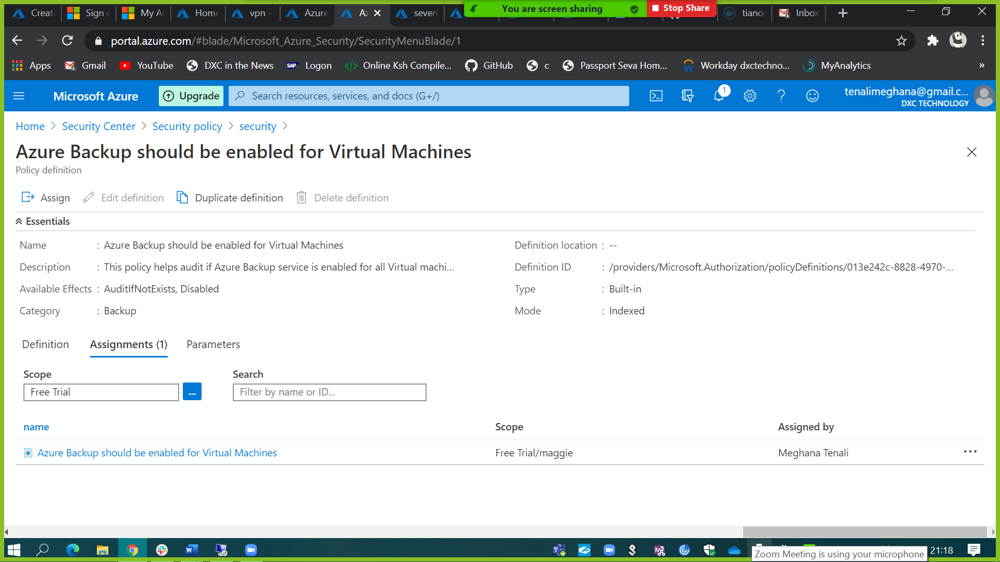 Create
Sign
My A
Home
vpn -
Azure
Az
sever
You are screen sharing
Stop Share
tiano
Inbox
portal.azure.com/#blade/Microsoft_Azure_Security/SecurityMenuBlade/1
Apps
Gmail
YouTube
DXC in the News
SAP
Logon
Online Ksh Compile...
GitHub
c
Passport Seva Hom...
Workday dxctechno...
MyAnalytics
»
Microsoft Azure
Upgrade
Search resources, services, and docs (G+/)
1
tenalimeghana@gmail.c...
DXC TECHNOLOGY
Home > Security Center > Security policy > security >
Azure Backup should be enabled for Virtual Machines
Policy definition
Assign
Edit definition
Duplicate definition
Delete definition
Essentials
Name : Azure Backup should be enabled for Virtual Machines
Definition location : --
Description : This policy helps audit if Azure Backup service is enabled for all Virtual machi...
Definition ID : /providers/Microsoft.Authorization/policyDefinitions/013e242c-8828-4970-...
Available Effects : AuditIfNotExists, Disabled
Type : Built-in
Category : Backup
Mode : Indexed
Definition
Assignments (1)
Parameters
Scope
Search
Free Trial
...
Filter by name or ID...
name
Scope
Assigned by
Azure Backup should be enabled for Virtual Machines
Free Trial/maggie
Meghana Tenali
Zoom Meeting is using your microphone
21:18